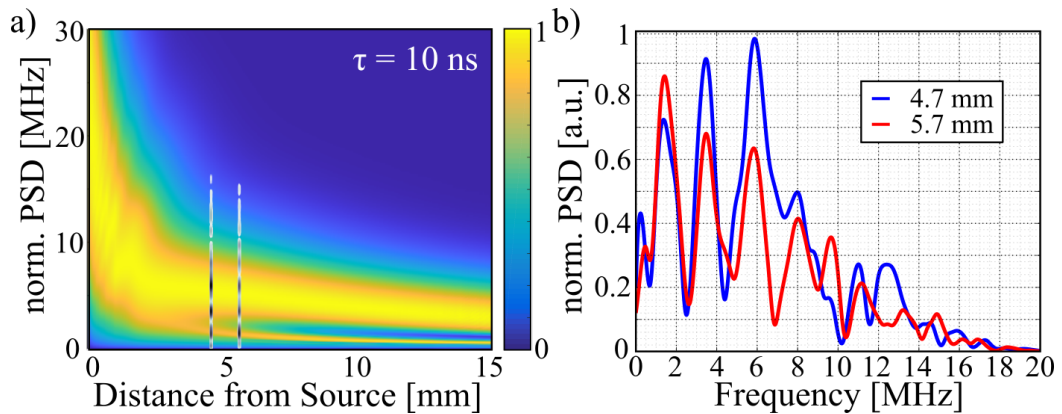 a)
norm. PSD [MHz]
30
20
10
0
τ = 10 ns
1
0
0
5
10
15
Distance from Source [mm]
b)
norm. PSD [a.u.]
1
0.8
0.6
0.4
0.2
0
4.7 mm
5.7 mm
0 2 4 6 8 10 12 14 16 18 20
Frequency [MHz]